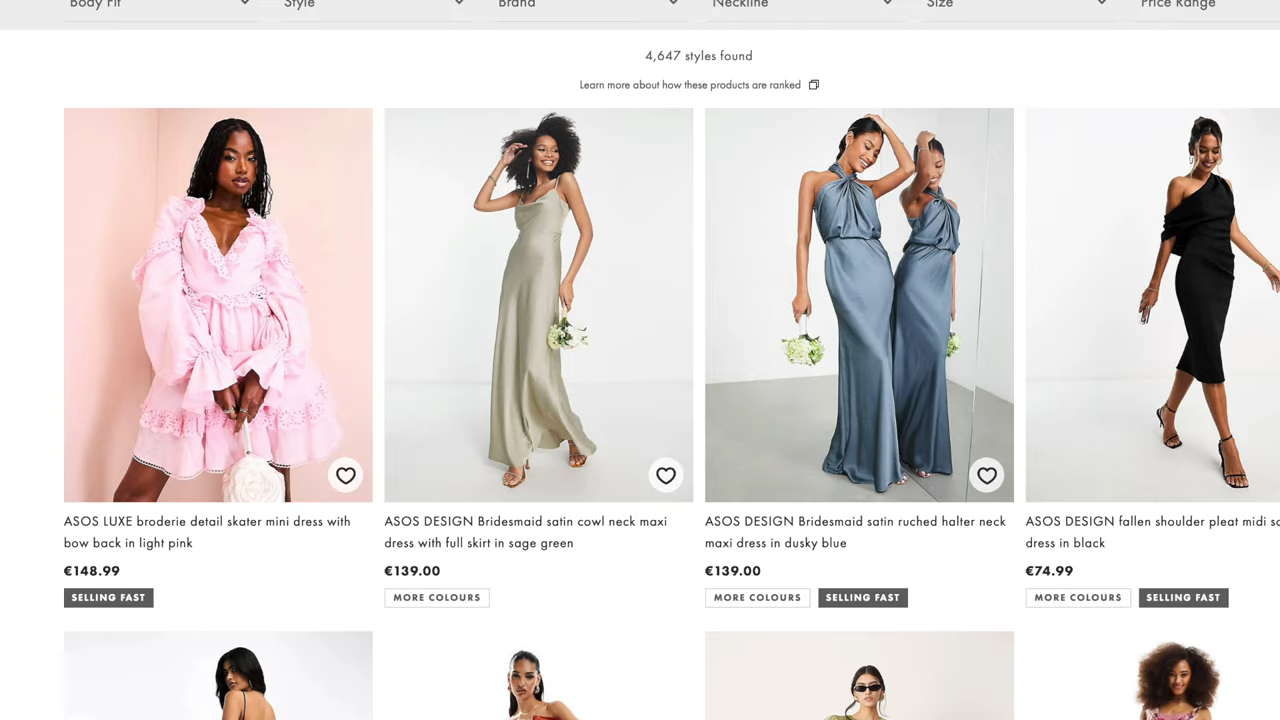 Body Fit
Style
Brand
Neckline
Size
Price Range
4,647 styles found
Learn more about how these products are ranked
ASOS LUXE broderie detail skater mini dress with
bow back in light pink
€148.99
SELLING FAST
ASOS DESIGN Bridesmaid satin cowl neck maxi
dress with full skirt in sage green
€139.00
MORE COLOURS
ASOS DESIGN Bridesmaid satin ruched halter neck
maxi dress in dusky blue
€139.00
MORE COLOURS
SELLING FAST
ASOS DESIGN fallen shoulder pleat midi
dress in black
€74.99
MORE COLOURS
SELLING FAST